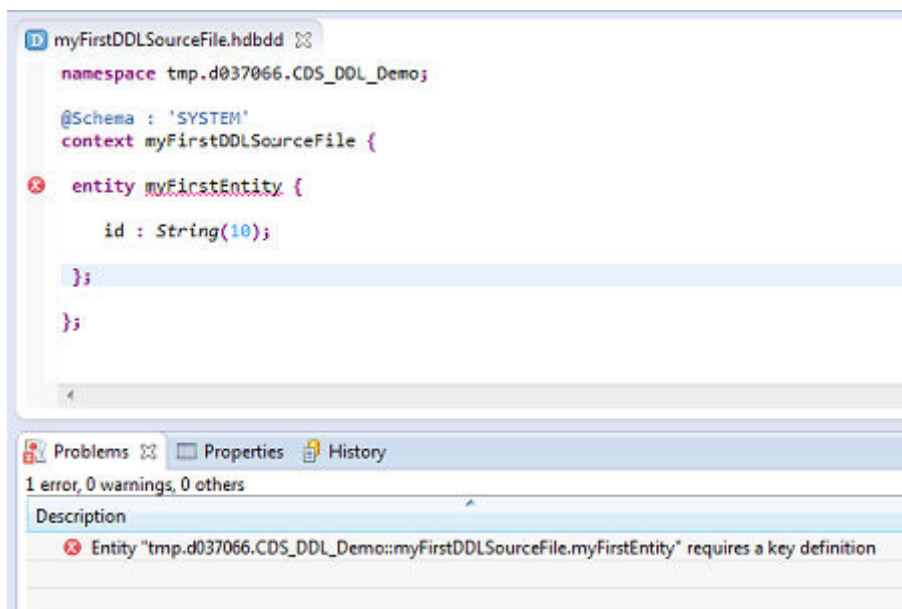 myFirstDDLSourceFile.hdbdd
namespace tmp.d037066.CDS_DDL_Demo;
@Schema : 'SYSTEM'
context myFirstDDLSourceFile {
entity myFirstEntity {
id : String(10);
};
};
Problems Properties History
1 error, 0 warnings, 0 others
Description
Entity "tmp.d037066.CDS_DDL_Demo::myFirstDDLSourceFile.myFirstEntity" requires a key definition